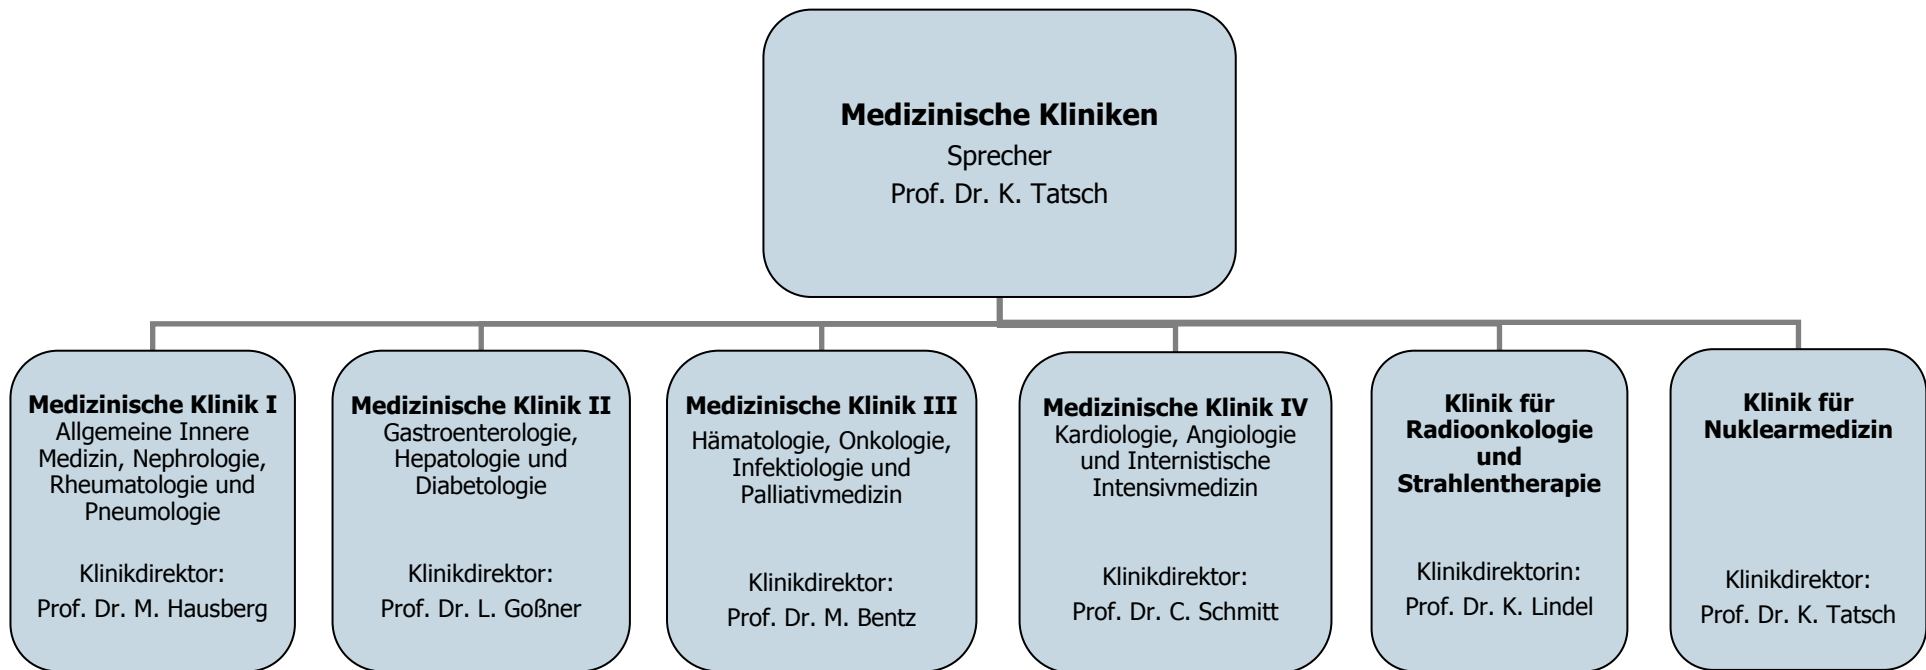 Medizinische Kliniken
Sprecher
Prof. Dr. K. Tatsch
Medizinische Klinik I
Allgemeine Innere
Medizin, Nephrologie,
Rheumatologie und
Pneumologie
Klinikdirektor:
Prof. Dr. M. Hausberg
Medizinische Klinik II
Gastroenterologie,
Hepatologie und
Diabetologie
Klinikdirektor:
Prof. Dr. L. Goßner
Medizinische Klinik III
Hämatologie, Onkologie,
Infektiologie und
Palliativmedizin
Klinikdirektor:
Prof. Dr. M. Bentz
Medizinische Klinik IV
Kardiologie, Angiologie
und Internistische
Intensivmedizin
Klinikdirektor:
Prof. Dr. C. Schmitt
Klinik für
Radioonkologie
und
Strahlentherapie
Klinikdirektorin:
Prof. Dr. K. Lindel
Klinik für
Nuklearmedizin
Klinikdirektor:
Prof. Dr. K. Tatsch